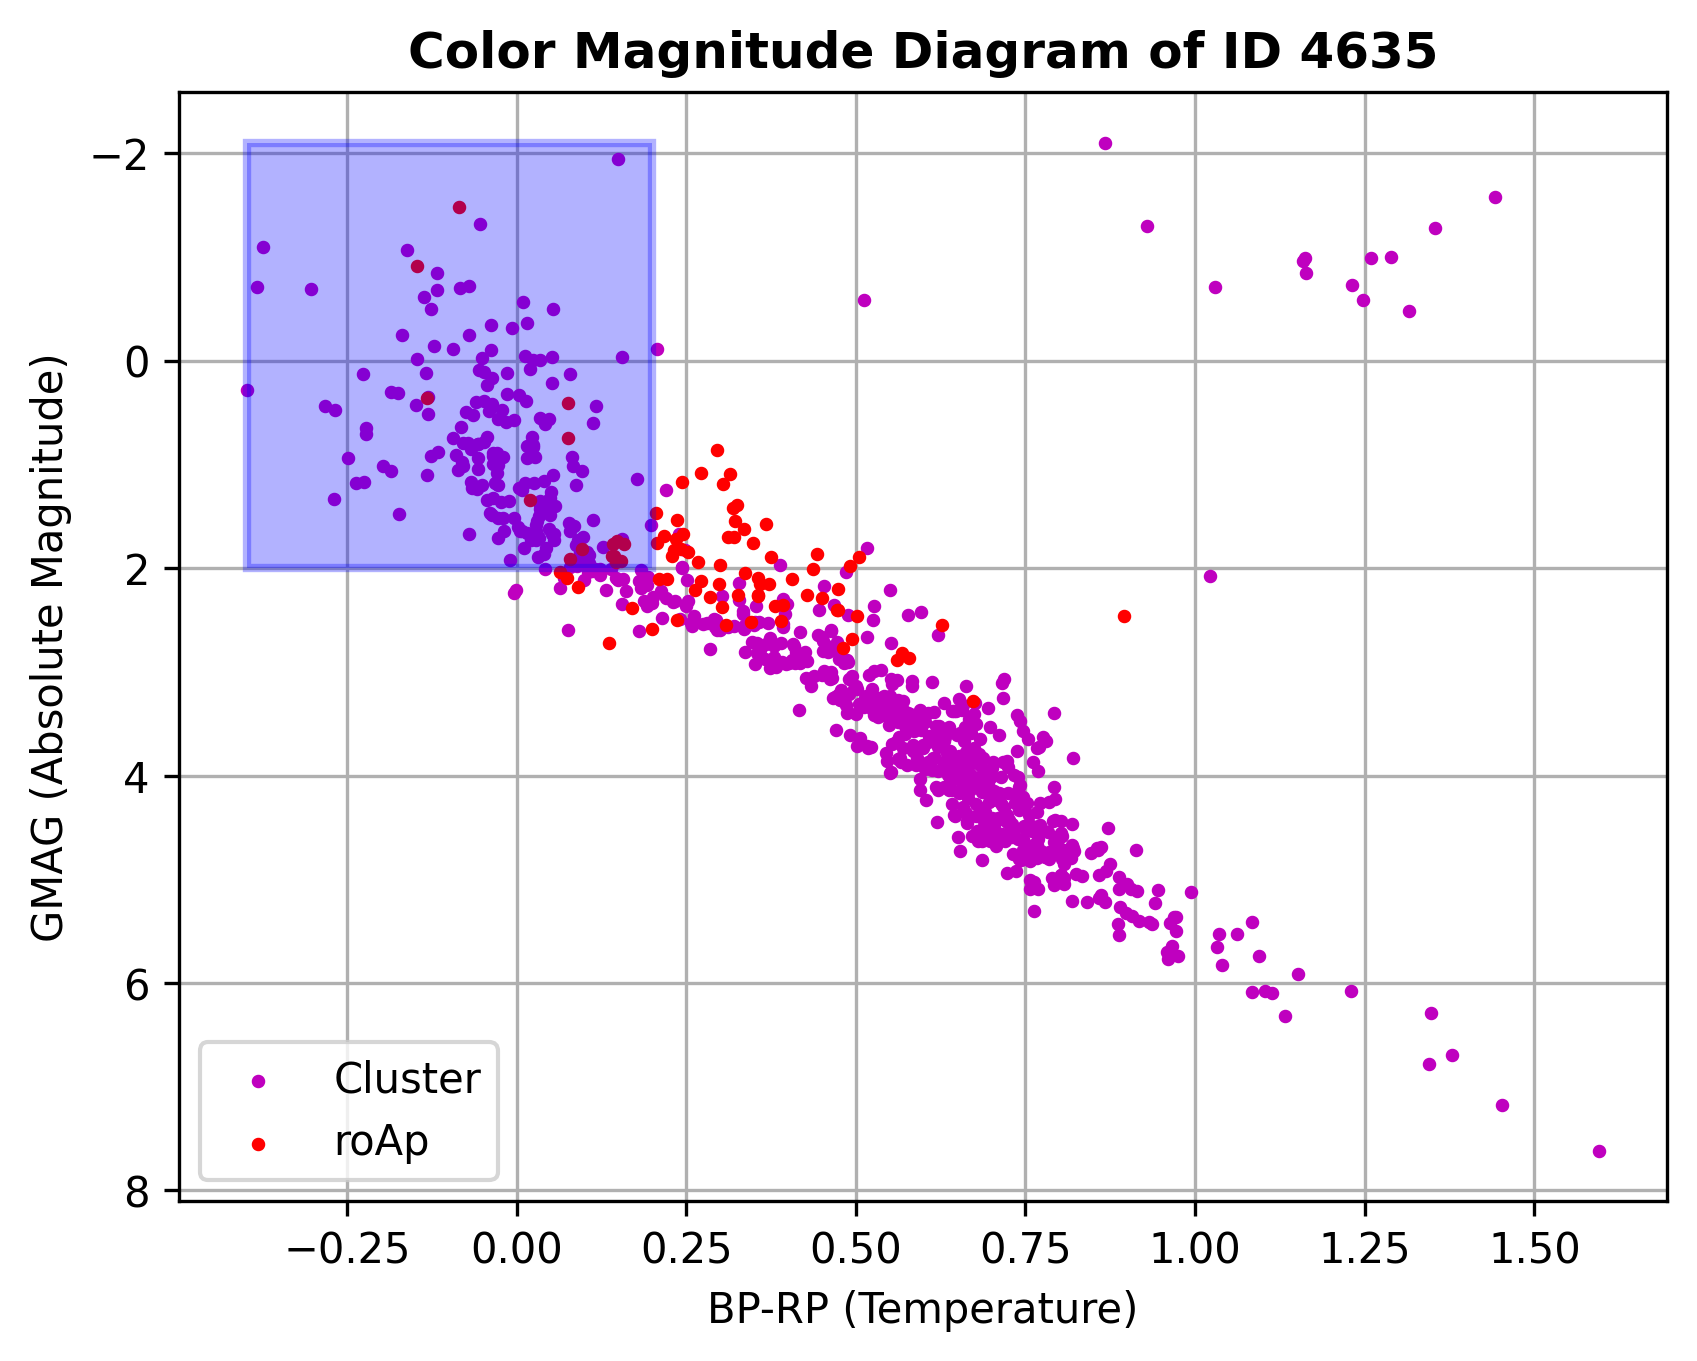 Color Magnitude Diagram of ID 4635
GMAG (Absolute Magnitude)
−2
0
2
4
6
8
Cluster
roAp
−0.25 0.00 0.25 0.50 0.75 1.00 1.25 1.50
BP-RP (Temperature)